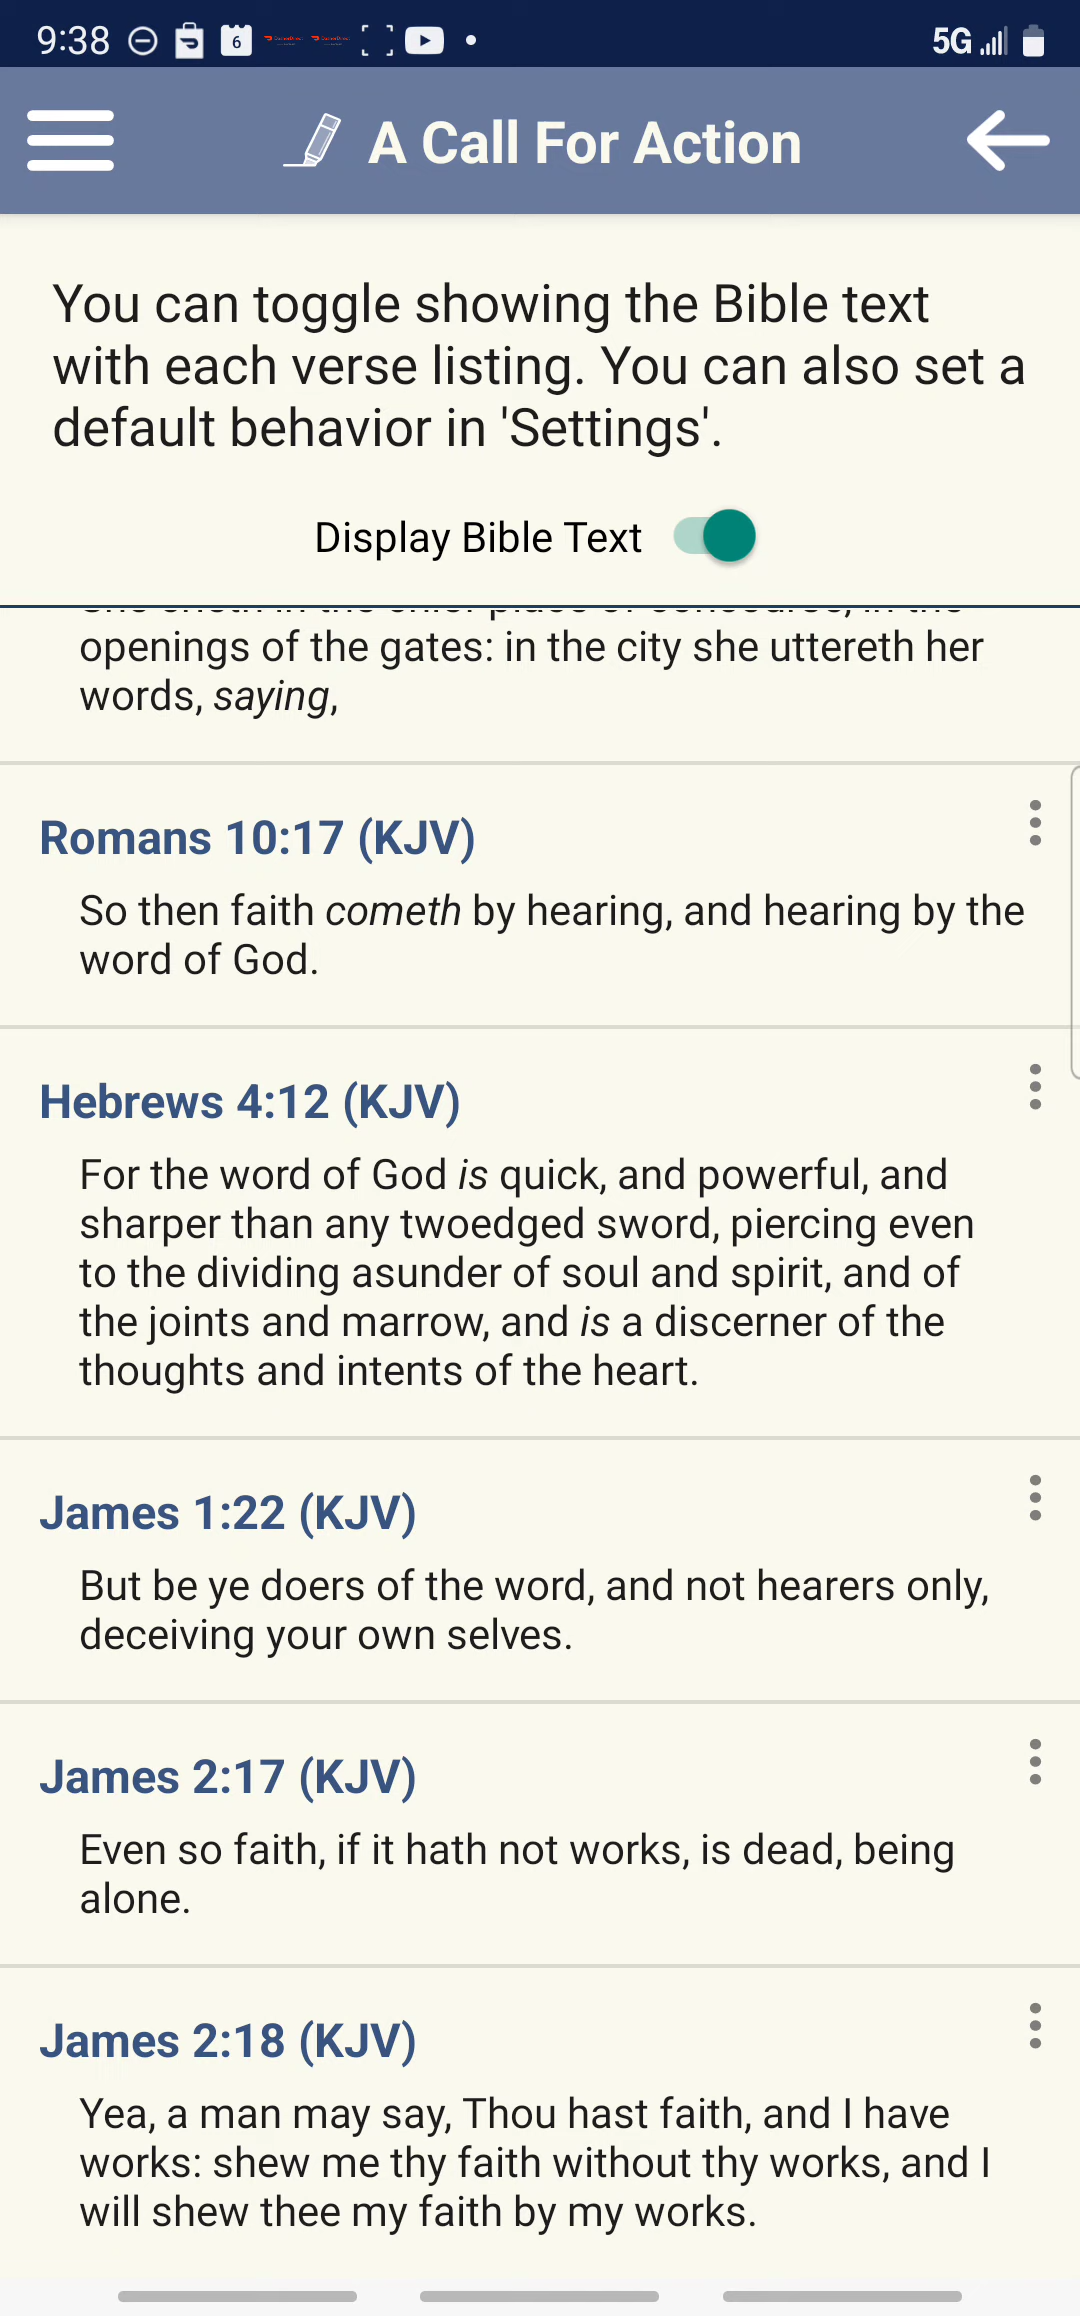 9:38
6
5G
A Call For Action
You can toggle showing the Bible text
with each verse listing. You can also set a
default behavior in 'Settings'.
Display Bible Text
openings of the gates: in the city she uttereth her
words, saying,
Romans 10:17 (KJV)
So then faith cometh by hearing, and hearing by the
word of God.
Hebrews 4:12 (KJV)
For the word of God is quick, and powerful, and
sharper than any twoedged sword, piercing even
to the dividing asunder of soul and spirit, and of
the joints and marrow, and is a discerner of the
thoughts and intents of the heart.
James 1:22 (KJV)
But be ye doers of the word, and not hearers only,
deceiving your own selves.
James 2:17 (KJV)
Even so faith, if it hath not works, is dead, being
alone.
James 2:18 (KJV)
Yea, a man may say, Thou hast faith, and I have
works: shew me thy faith without thy works, and I
will shew thee my faith by my works.